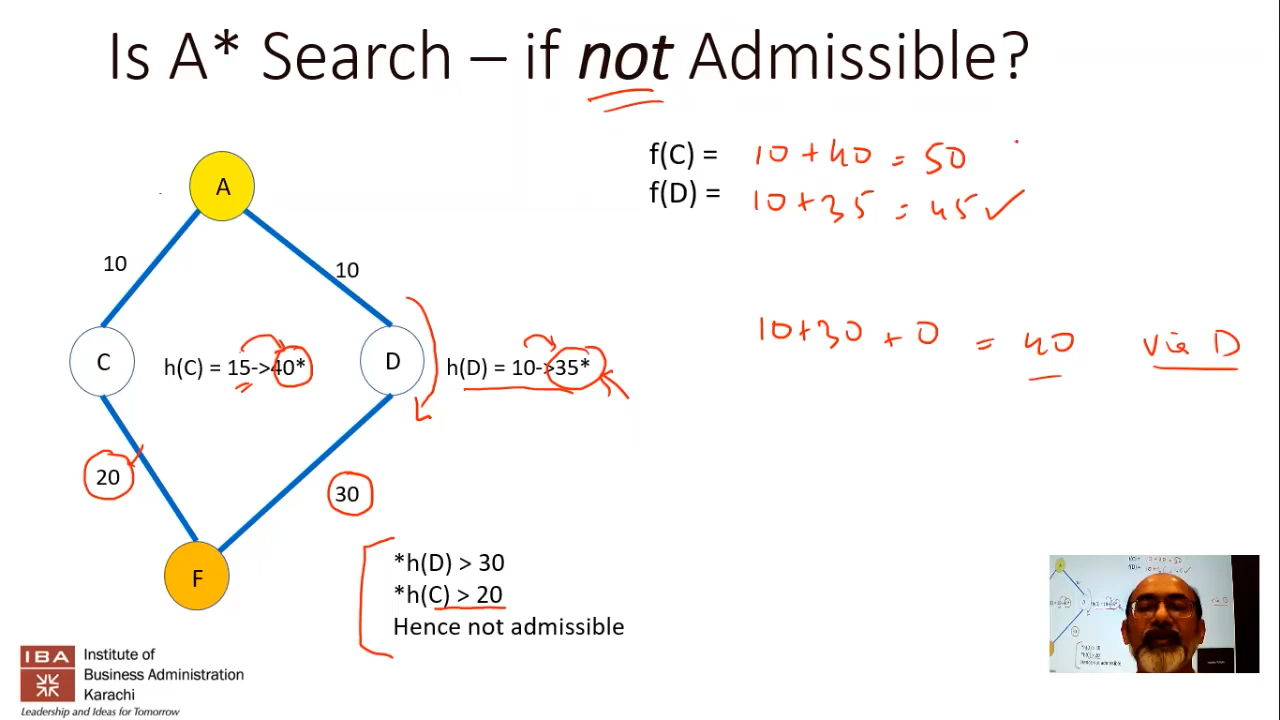 Is A* Search – if not Admissible?
f(C) = 10 + 40 = 50
f(D) = 10 + 35 = 45 ✓
A
10
10
C
h(C) = 15->40*
D
h(D) = 10->35*
10+30 + 0 = 40 via D
20
30
F
*h(D) > 30
*h(C) > 20
Hence not admissible
IBA
Institute of
Business Administration
Karachi
Leadership and Ideas for Tomorrow